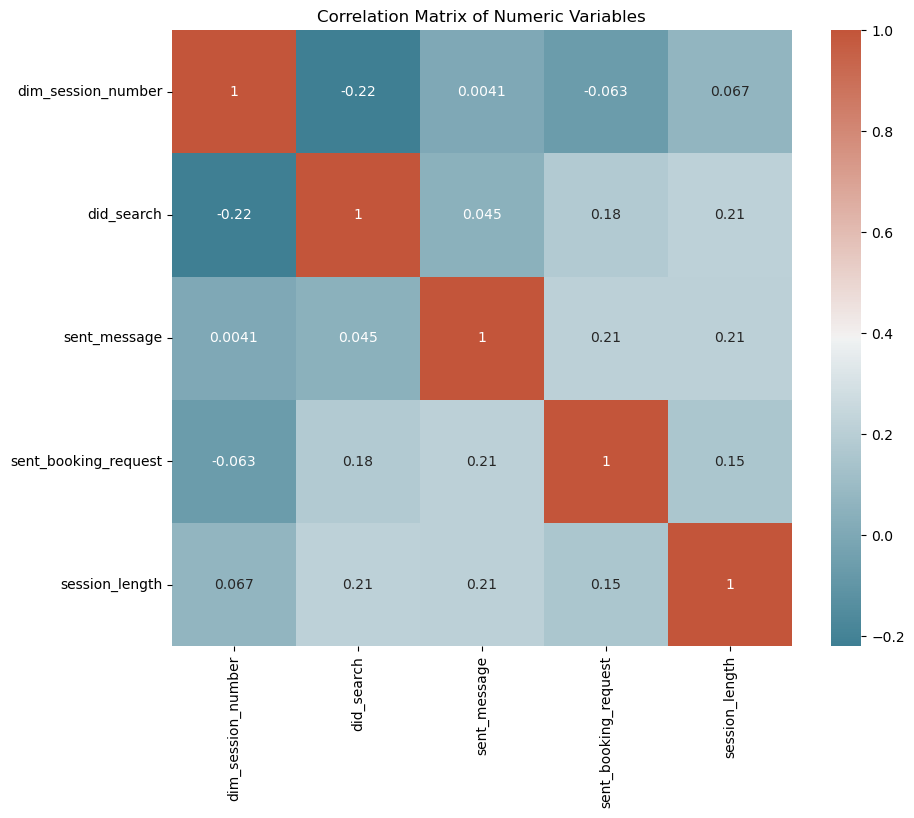 Correlation Matrix of Numeric Variables
dim_session_number
1
-0.22
0.0041
-0.063
0.067
did_search
-0.22
1
0.045
0.18
0.21
sent_message
0.0041
0.045
1
0.21
0.21
sent_booking_request
-0.063
0.18
0.21
1
0.15
session_length
0.067
0.21
0.21
0.15
1
dim_session_number
did_search
sent_message
sent_booking_request
session_length
1.0
0.8
0.6
0.4
0.2
0.0
−0.2